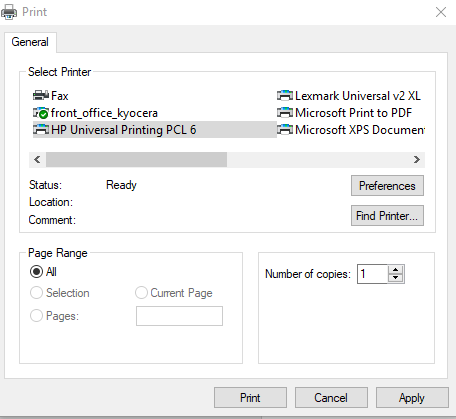 Print
General
Select Printer
Fax
front_office_kyocera
HP Universal Printing PCL 6
Lexmark Universal v2 XL
Microsoft Print to PDF
Microsoft XPS Documen
Status: Ready
Location:
Comment:
Preferences
Find Printer...
Page Range
All
Selection Current Page
Pages:
Number of copies: 1
Print Cancel Apply